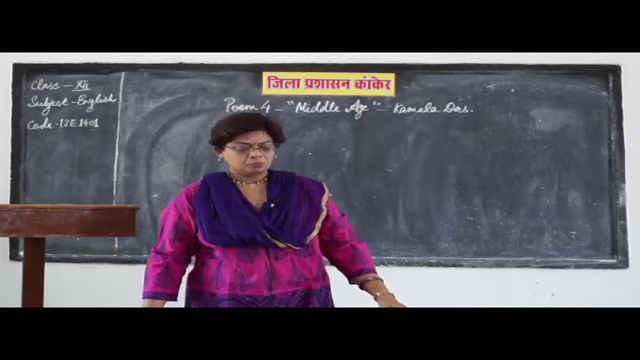 जिला प्रशासन कांकेर
Class - XII
Subject - English
Code - 12E1401
Poem 4 - "Middle Age" - Kamala Das.